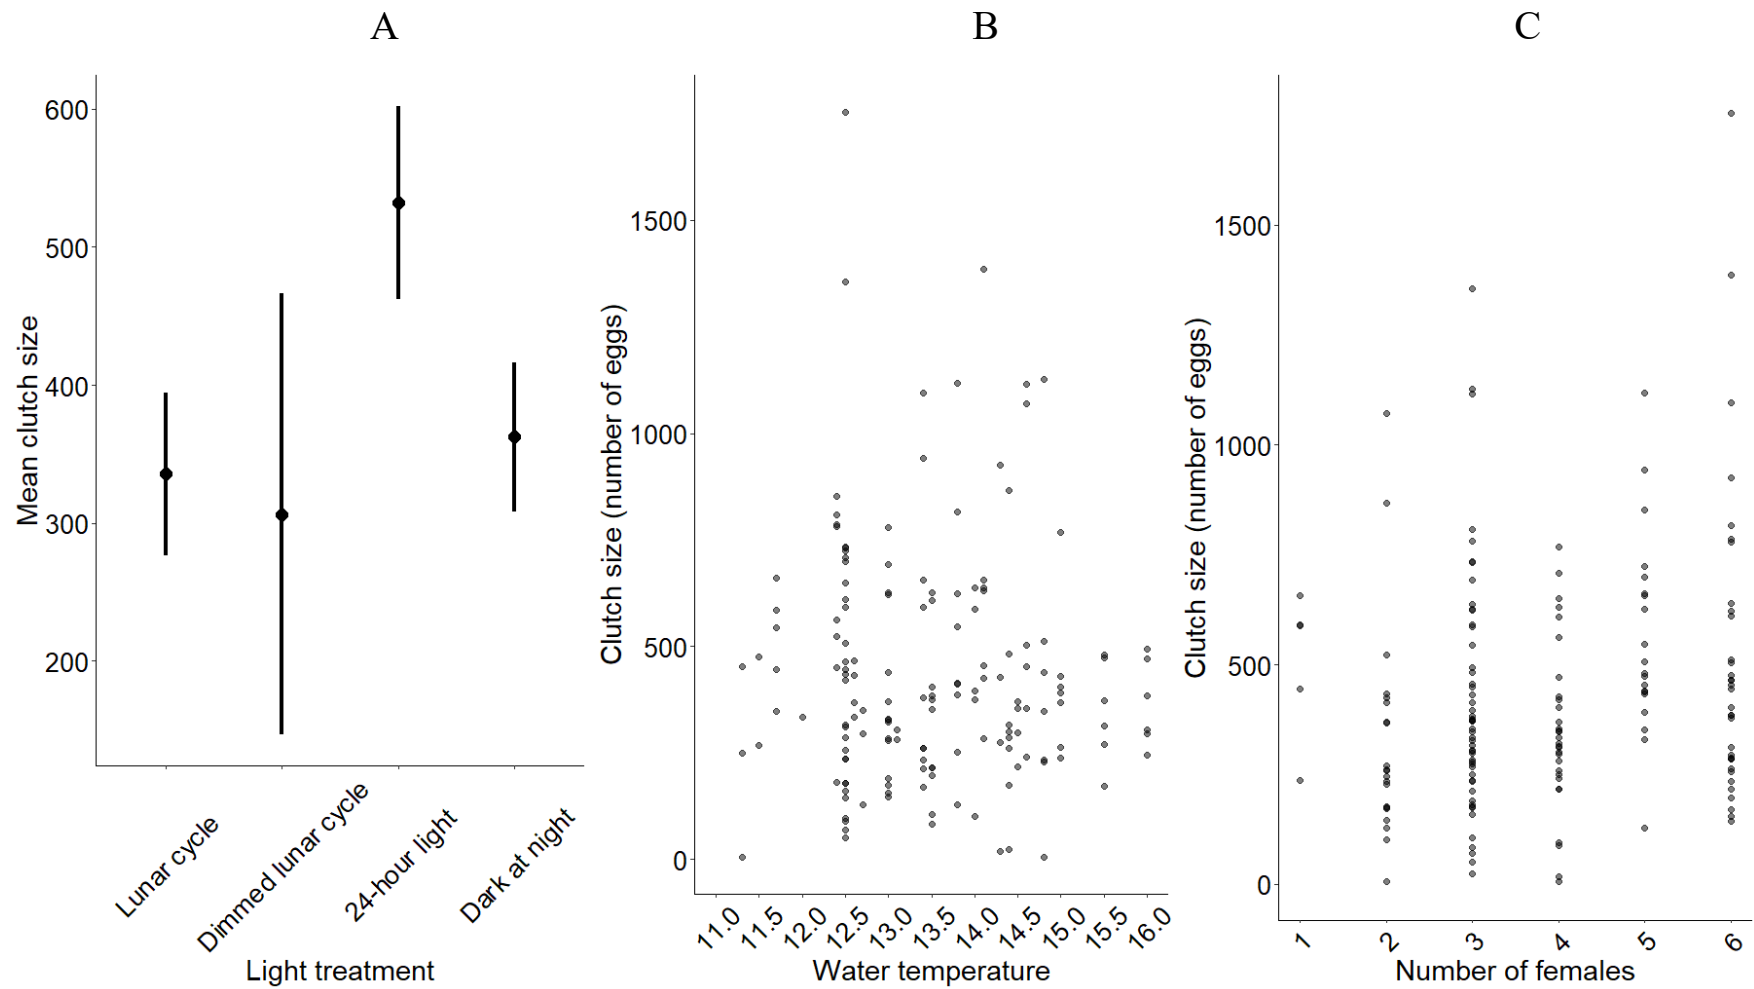 A
B
C
Mean clutch size
600
500
400
300
200
Lunar cycle
Dimmed lunar cycle
24-hour light
Dark at night
Light treatment
Clutch size (number of eggs)
1500
1000
500
0
11.0
11.5
12.0
12.5
13.0
13.5
14.0
14.5
15.0
15.5
16.0
Water temperature
Clutch size (number of eggs)
1500
1000
500
0
1
2
3
4
5
6
Number of females